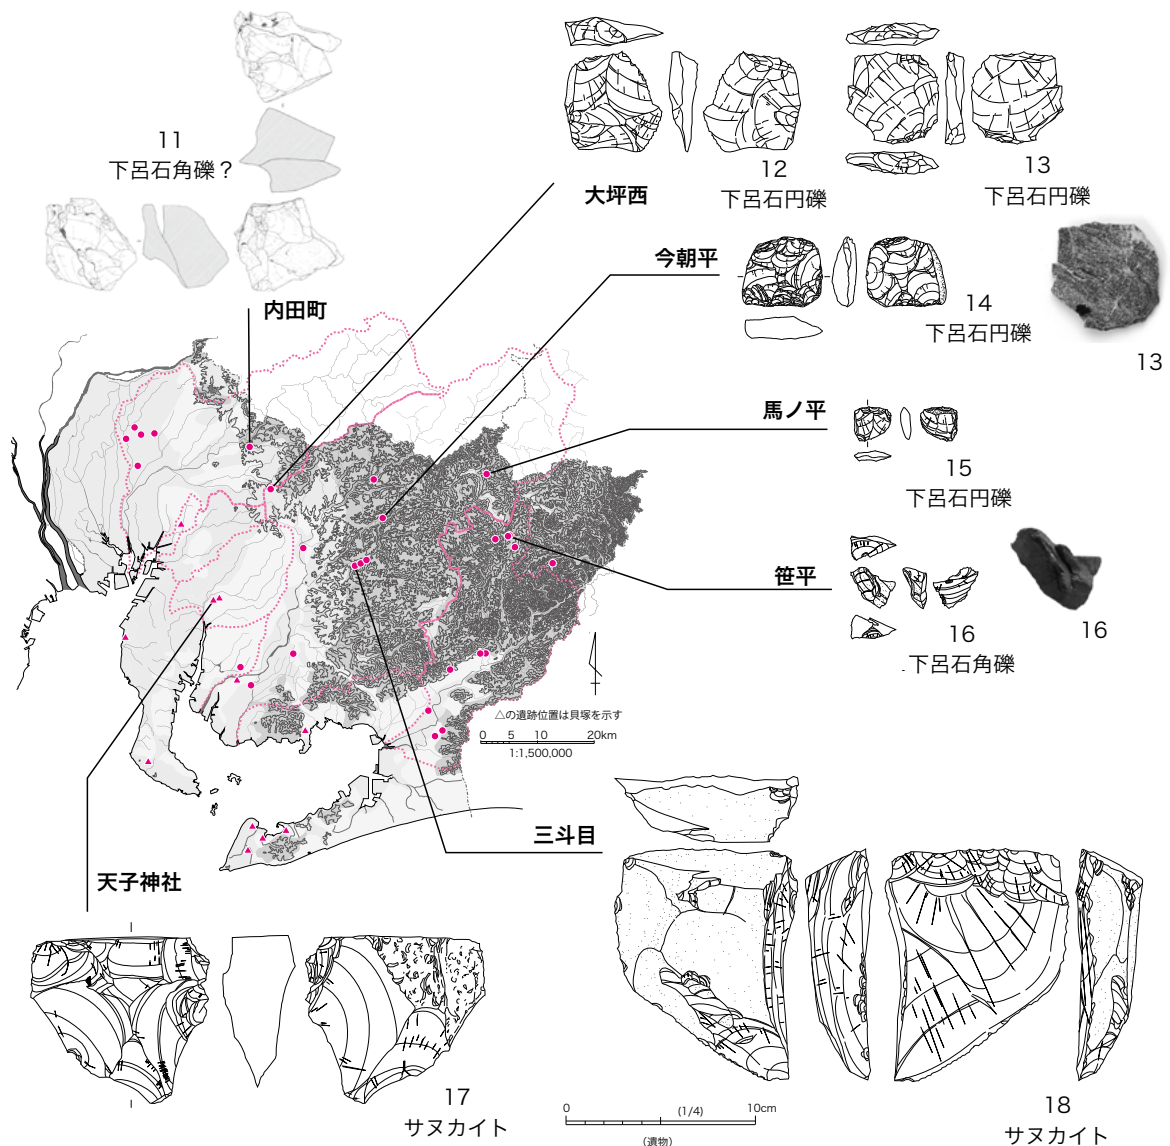 11
下呂石角礫？
内田町
大坪西
12
下呂石円礫
13
下呂石円礫
今朝平
14
下呂石円礫
13
馬ノ平
15
下呂石円礫
笹平
16
下呂石角礫
16
△の遺跡位置は貝塚を示す
0 5 10 20km
1:1,500,000
三斗目
天子神社
17
サヌカイト
0 (1/4) 10cm
(遺物)
18
サヌカイト